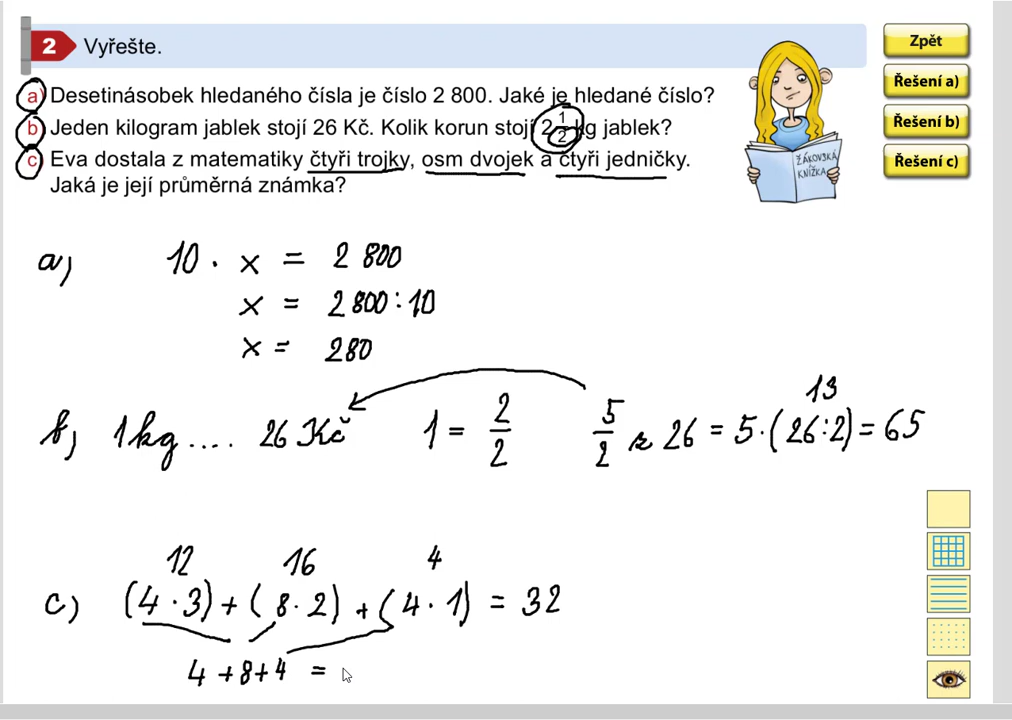 2 Vyřešte.
a) Desetinásobek hledaného čísla je číslo 2 800. Jaké je hledané číslo?
b) Jeden kilogram jablek stojí 26 Kč. Kolik korun stojí 2 1/2 kg jablek?
c) Eva dostala z matematiky čtyři trojky, osm dvojek a čtyři jedničky.
Jaká je její průměrná známka?
ŽÁKOVSKÁ
KNÍŽKA
Zpět
Řešení a)
Řešení b)
Řešení c)
a) 10 · x = 2 800
x = 2 800 : 10
x = 280
13
b) 1 kg .... 26 Kč 1 = 2/2 5/2 z 26 = 5·(26:2) = 65
12 16 4
c) (4·3) + (8·2) + (4·1) = 32
4 + 8 + 4 =